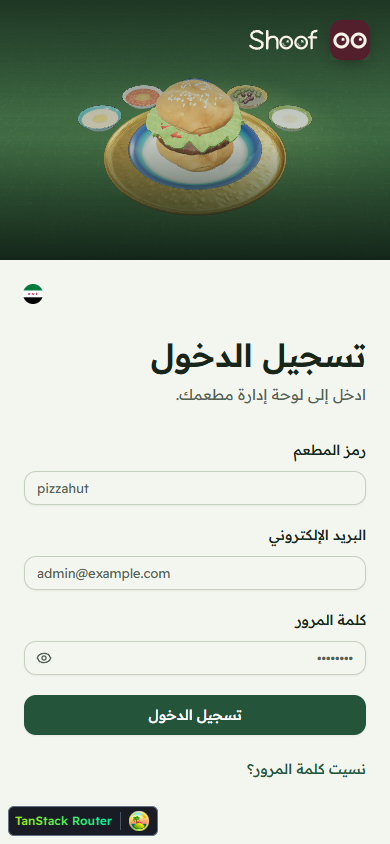 Shoof
تسجيل الدخول
ادخل إلى لوحة إدارة مطعمك.
رمز المطعم
pizzahut
البريد الإلكتروني
admin@example.com
كلمة المرور
••••••••
تسجيل الدخول
نسيت كلمة المرور؟
TanStack Router